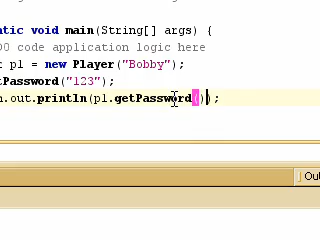 atic void main(String[] args) {
DO code application logic here
r p1 = new Player("Bobby");
tPassword("123");
n.out.println(p1.getPassword());
Out